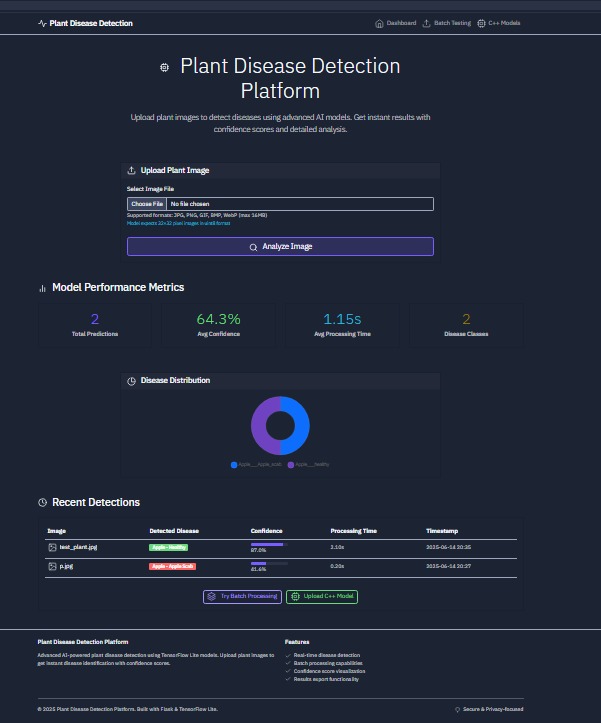 Plant Disease Detection
Dashboard Batch Testing C++ Models
Plant Disease Detection
Platform
Upload plant images to detect diseases using advanced AI models. Get instant results with
confidence scores and detailed analysis.
Upload Plant Image
Select Image File
Choose File No file chosen
Supported formats: JPG, PNG, GIF, BMP, WebP (max 16MB)
Model expects 32×32 pixel images in uint8 format
Analyze Image
Model Performance Metrics
2 64.3% 1.15s 2
Total Predictions Avg Confidence Avg Processing Time Disease Classes
Disease Distribution
Apple___Apple_scab Apple___healthy
Recent Detections
Image Detected Disease Confidence Processing Time Timestamp
test_plant.jpg Apple - Healthy 87.0% 2.10s 2025-06-14 20:35
p.jpg Apple - Apple Scab 41.6% 0.20s 2025-06-14 20:27
Try Batch Processing Upload C++ Model
Plant Disease Detection Platform
Advanced AI-powered plant disease detection using TensorFlow Lite models. Upload plant images to
get instant disease identification with confidence scores.
Features
Real-time disease detection
Batch processing capabilities
Confidence score visualization
Results export functionality
© 2025 Plant Disease Detection Platform. Built with Flask & TensorFlow Lite.
Secure & Privacy-focused